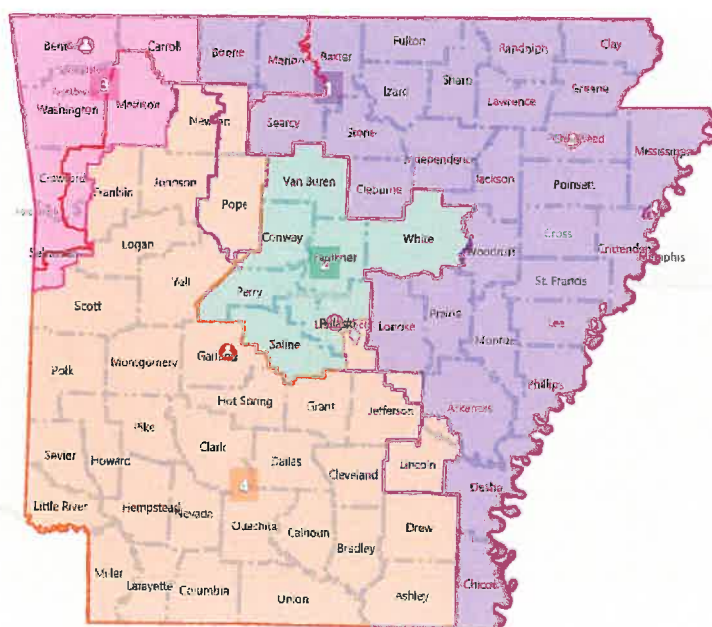 Carroll
Boone
Marion
Baxter
Fulton
Randolph
Clay
3
1
Izard
Sharp
Greene
Washington
Madison
Newton
Lawrence
Searcy
Stone
Mississippi
Independence
Jackson
Crawford
Franklin
Johnson
Van Buren
Cleburne
Poinsett
Pope
Logan
Conway
White
Woodruff
Cross
Crittenden
Memphis
Faulkner
St. Francis
Scott
Yell
Perry
Lonoke
Prairie
Lee
Monroe
Saline
Polk
Montgomery
Garland
Phillips
Hot Spring
Grant
Jefferson
Arkansas
Pike
Clark
Sevier
Howard
Dallas
Cleveland
Lincoln
4
Desha
Little River
Hempstead
Nevada
Ouachita
Calhoun
Drew
Bradley
Miller
Lafayette
Columbia
Union
Ashley
Chicot